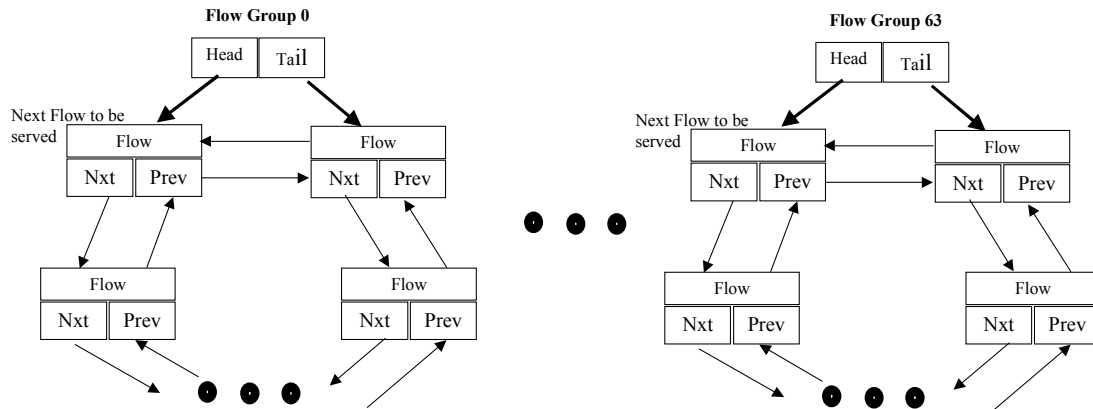 Flow Group 0
Head Tail
Next Flow to be
served
Flow
Flow
Nxt Prev
Nxt Prev
Flow
Flow
Nxt Prev
Nxt Prev
Flow Group 63
Head Tail
Next Flow to be
served
Flow
Flow
Nxt Prev
Nxt Prev
Flow
Flow
Nxt Prev
Nxt Prev